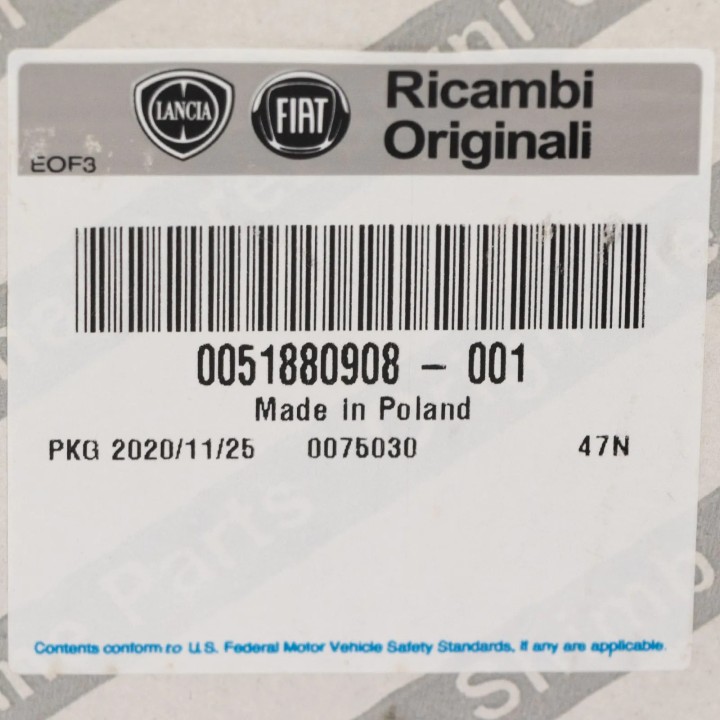 LANCIA
FIAT
Ricambi
Originali
EOF3
0051880908 - 001
Made in Poland
PKG 2020/11/25 0075030 47N
Parts
Contents conform to U.S. Federal Motor Vehicle Safety Standards, if any are applicable.